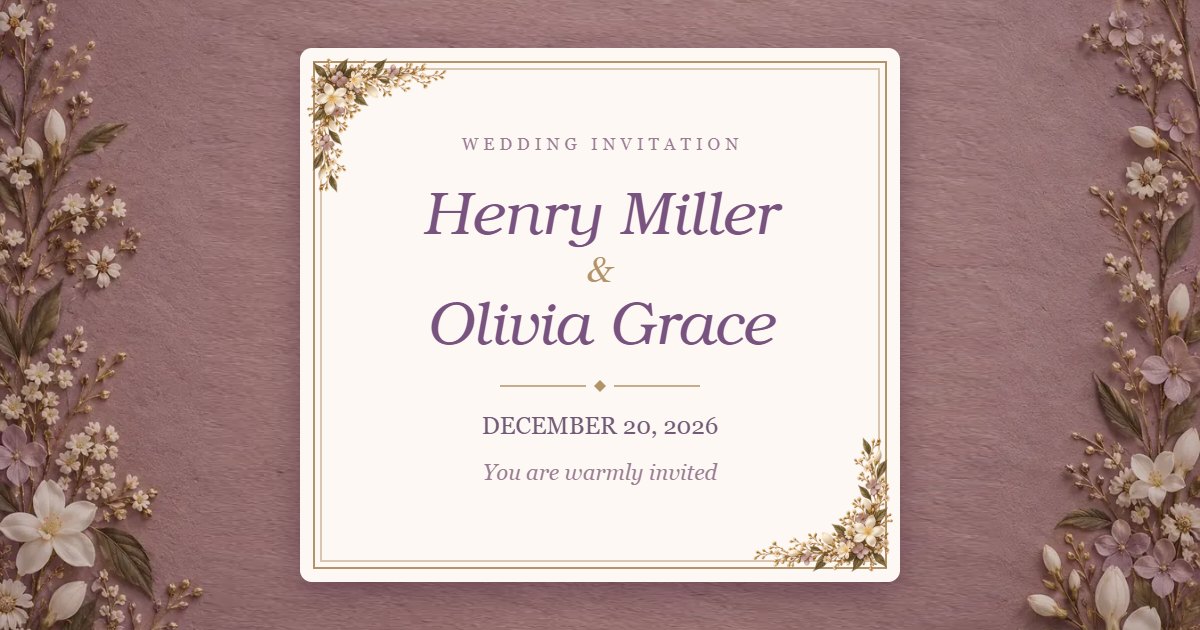 WEDDING INVITATION
Henry Miller
&
Olivia Grace
DECEMBER 20, 2026
You are warmly invited